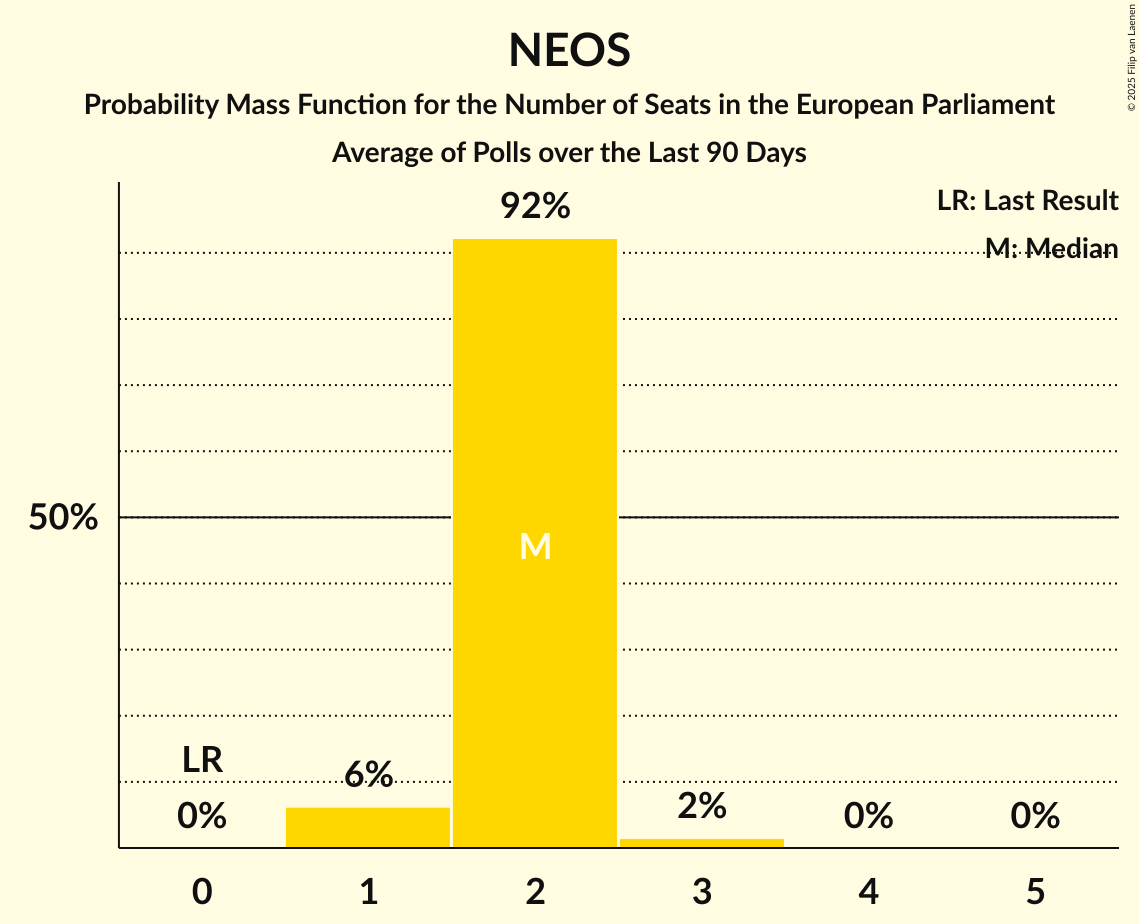 NEOS
Probability Mass Function for the Number of Seats in the European Parliament
Average of Polls over the Last 90 Days
© 2025 Filip van Laenen
LR: Last Result
M: Median
92%
50%
M
LR
0%
6%
2%
0%
0%
0 1 2 3 4 5